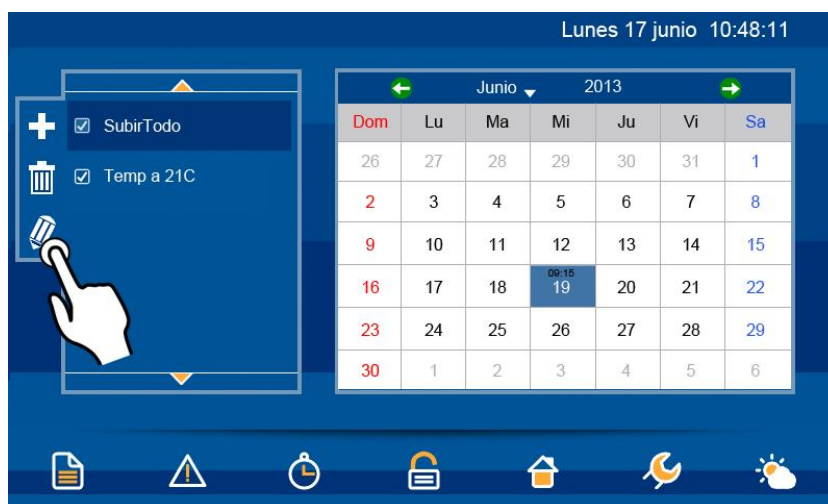 Lunes 17 junio 10:48:11
SubirTodo
Temp a 21C
Junio 2013
Dom Lu Ma Mi Ju Vi Sa
26 27 28 29 30 31 1
2 3 4 5 6 7 8
9 10 11 12 13 14 15
09:15
16 17 18 19 20 21 22
23 24 25 26 27 28 29
30 1 2 3 4 5 6